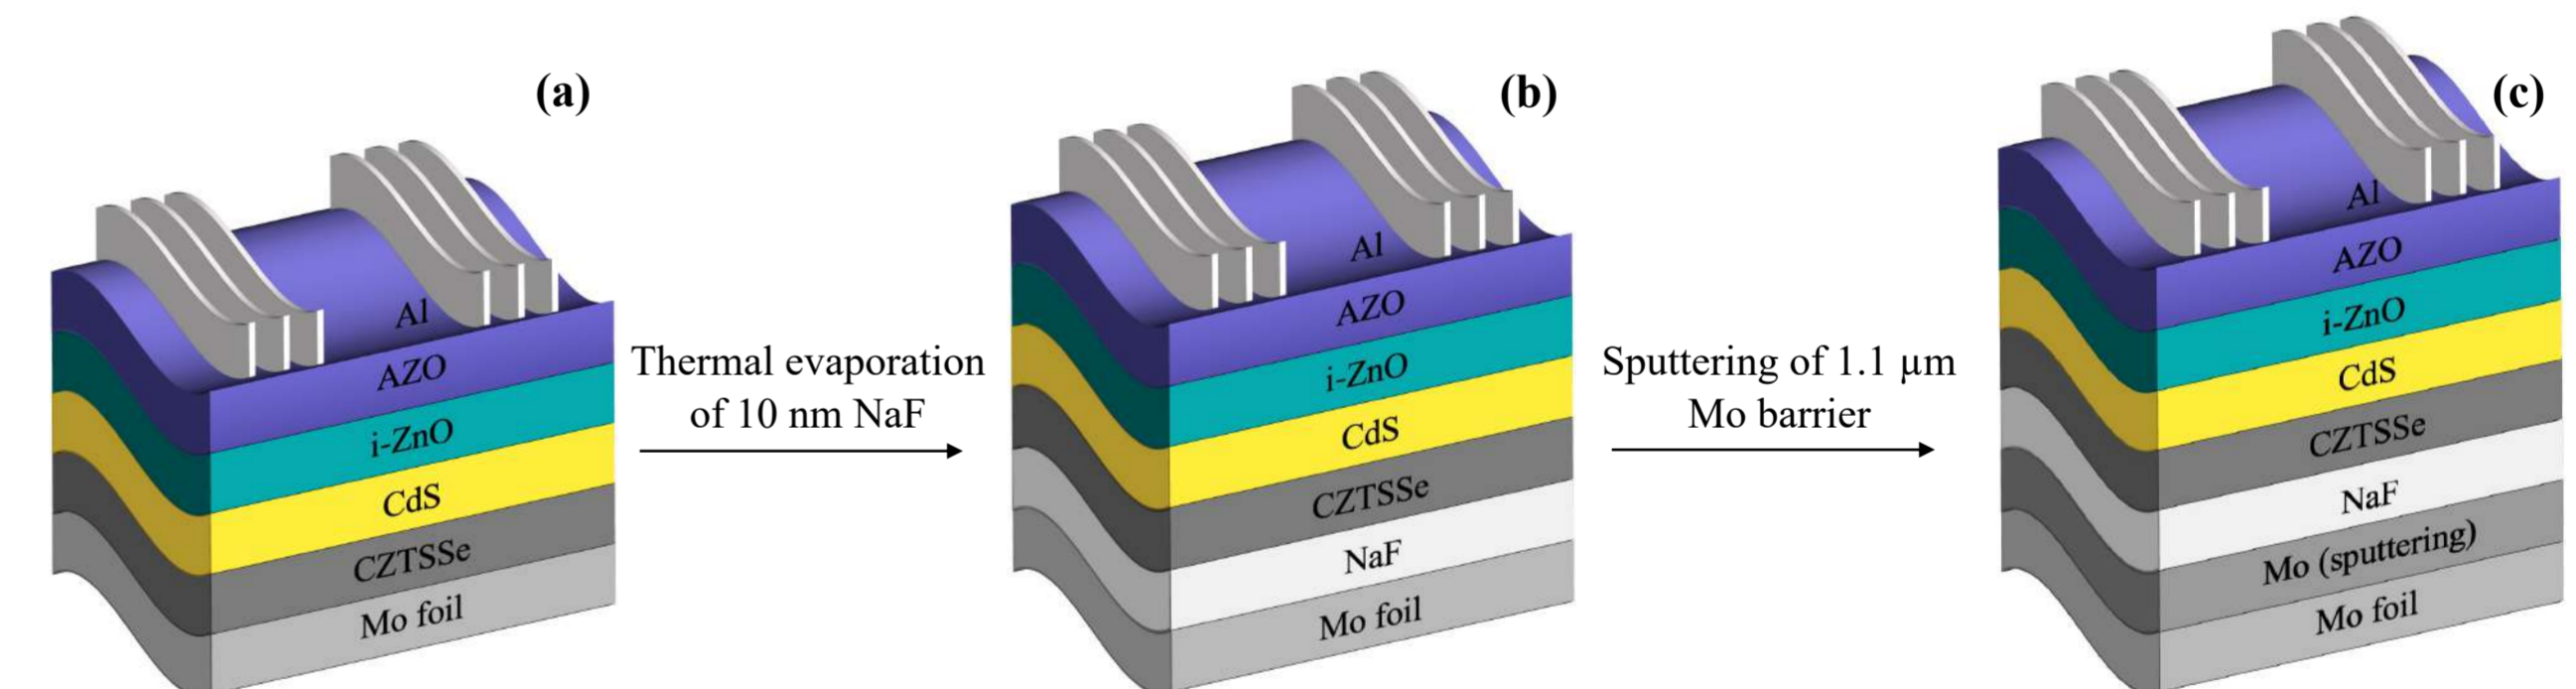 (a)
Al
AZO
i-ZnO
CdS
CZTSSe
Mo foil
Thermal evaporation
of 10 nm NaF
(b)
Al
AZO
i-ZnO
CdS
CZTSSe
NaF
Mo foil
Sputtering of 1.1 µm
Mo barrier
(c)
Al
AZO
i-ZnO
CdS
CZTSSe
NaF
Mo (sputtering)
Mo foil